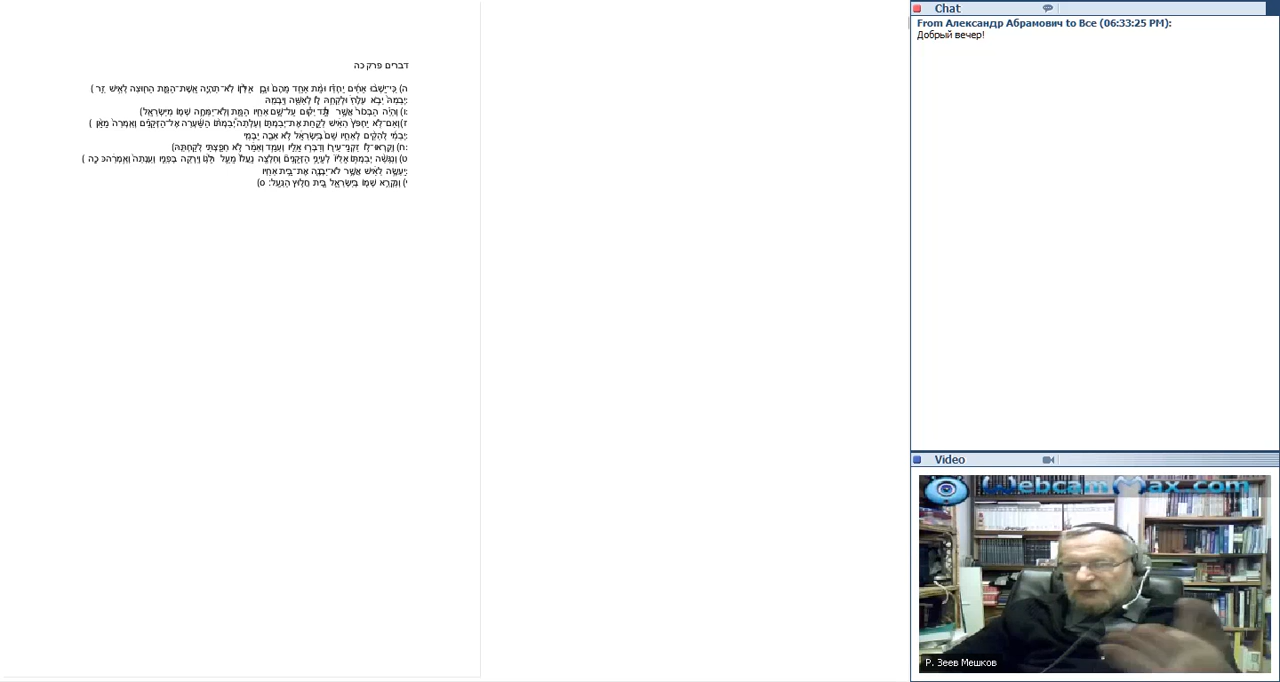 דברים פרק כה
ה) כִּי־יֵשְׁבוּ אַחִים יַחְדָּו וּמֵת אַחַד מֵהֶם וּבֵן אֵין־לוֹ לֹא־תִהְיֶה אֵשֶׁת־הַמֵּת הַחוּצָה לְאִישׁ זָר )
יְבָמָהּ יָבֹא עָלֶיהָ וּלְקָחָהּ לוֹ לְאִשָּׁה וְיִבְּמָהּ
ו) וְהָיָה הַבְּכוֹר אֲשֶׁר תֵּלֵד יָקוּם עַל־שֵׁם אָחִיו הַמֵּת וְלֹא־יִמָּחֶה שְׁמוֹ מִיִּשְׂרָאֵל)
ז)וְאִם־לֹא יַחְפֹּץ הָאִישׁ לָקַחַת אֶת־יְבִמְתּוֹ וְעָלְתָה יְבִמְתּוֹ הַשַּׁעְרָה אֶל־הַזְּקֵנִים וְאָמְרָה מֵאֵן )
יְבָמִי לְהָקִים לְאָחִיו שֵׁם בְּיִשְׂרָאֵל לֹא אָבָה יַבְּמִי
:ח) וְקָרְאוּ־לוֹ זִקְנֵי־עִירוֹ וְדִבְּרוּ אֵלָיו וְעָמַד וְאָמַר לֹא חָפַצְתִּי לְקַחְתָּהּ)
ט) וְנִגְּשָׁה יְבִמְתּוֹ אֵלָיו לְעֵינֵי הַזְּקֵנִים וְחָלְצָה נַעֲלוֹ מֵעַל רַגְלוֹ וְיָרְקָה בְּפָנָיו וְעָנְתָה וְאָמְרָה כָּכָה )
יֵעָשֶׂה לָאִישׁ אֲשֶׁר לֹא־יִבְנֶה אֶת־בֵּית אָחִיו
י) וְנִקְרָא שְׁמוֹ בְּיִשְׂרָאֵל בֵּית חֲלוּץ הַנָּעַל: ס)
Chat
From Александр Абрамович to Все (06:33:25 PM):
Добрый вечер!
Video
WebcamMax.com
Р. Зеев Мешков